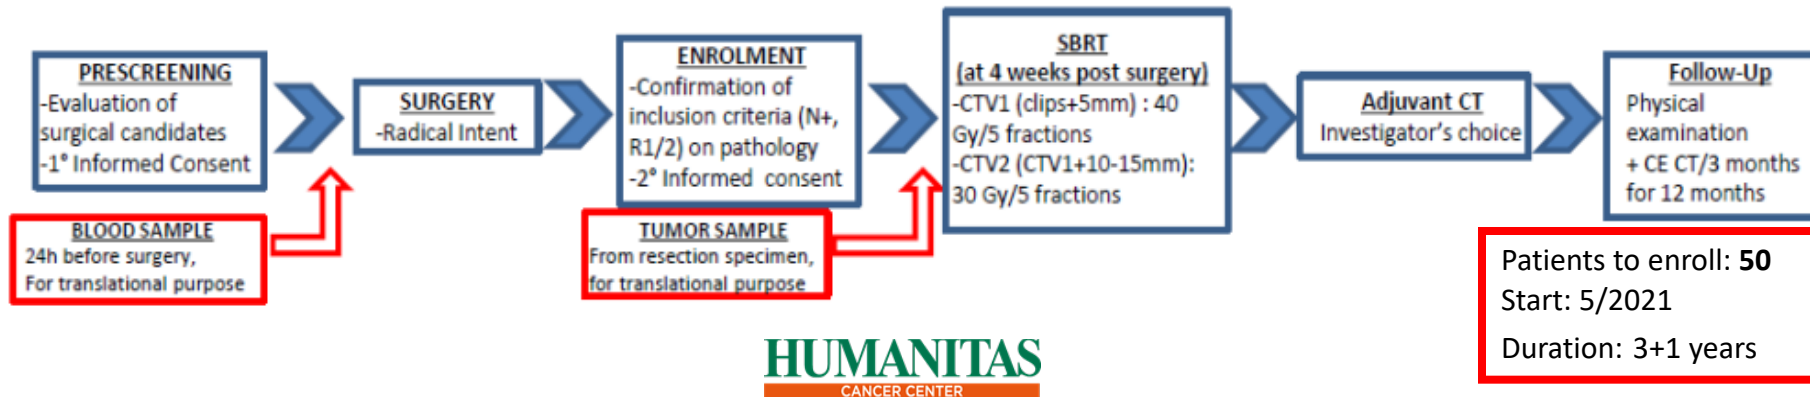 PRESCREENING
-Evaluation of
surgical candidates
-1° Informed Consent
BLOOD SAMPLE
24h before surgery,
For translational purpose
SURGERY
-Radical Intent
ENROLMENT
-Confirmation of
inclusion criteria (N+,
R1/2) on pathology
-2° Informed consent
TUMOR SAMPLE
From resection specimen,
for translational purpose
SBRT
(at 4 weeks post surgery)
-CTV1 (clips+5mm) : 40
Gy/5 fractions
-CTV2 (CTV1+10-15mm):
30 Gy/5 fractions
Adjuvant CT
Investigator's choice
Follow-Up
Physical
examination
+ CE CT/3 months
for 12 months
Patients to enroll: 50
Start: 5/2021
Duration: 3+1 years
HUMANITAS
CANCER CENTER